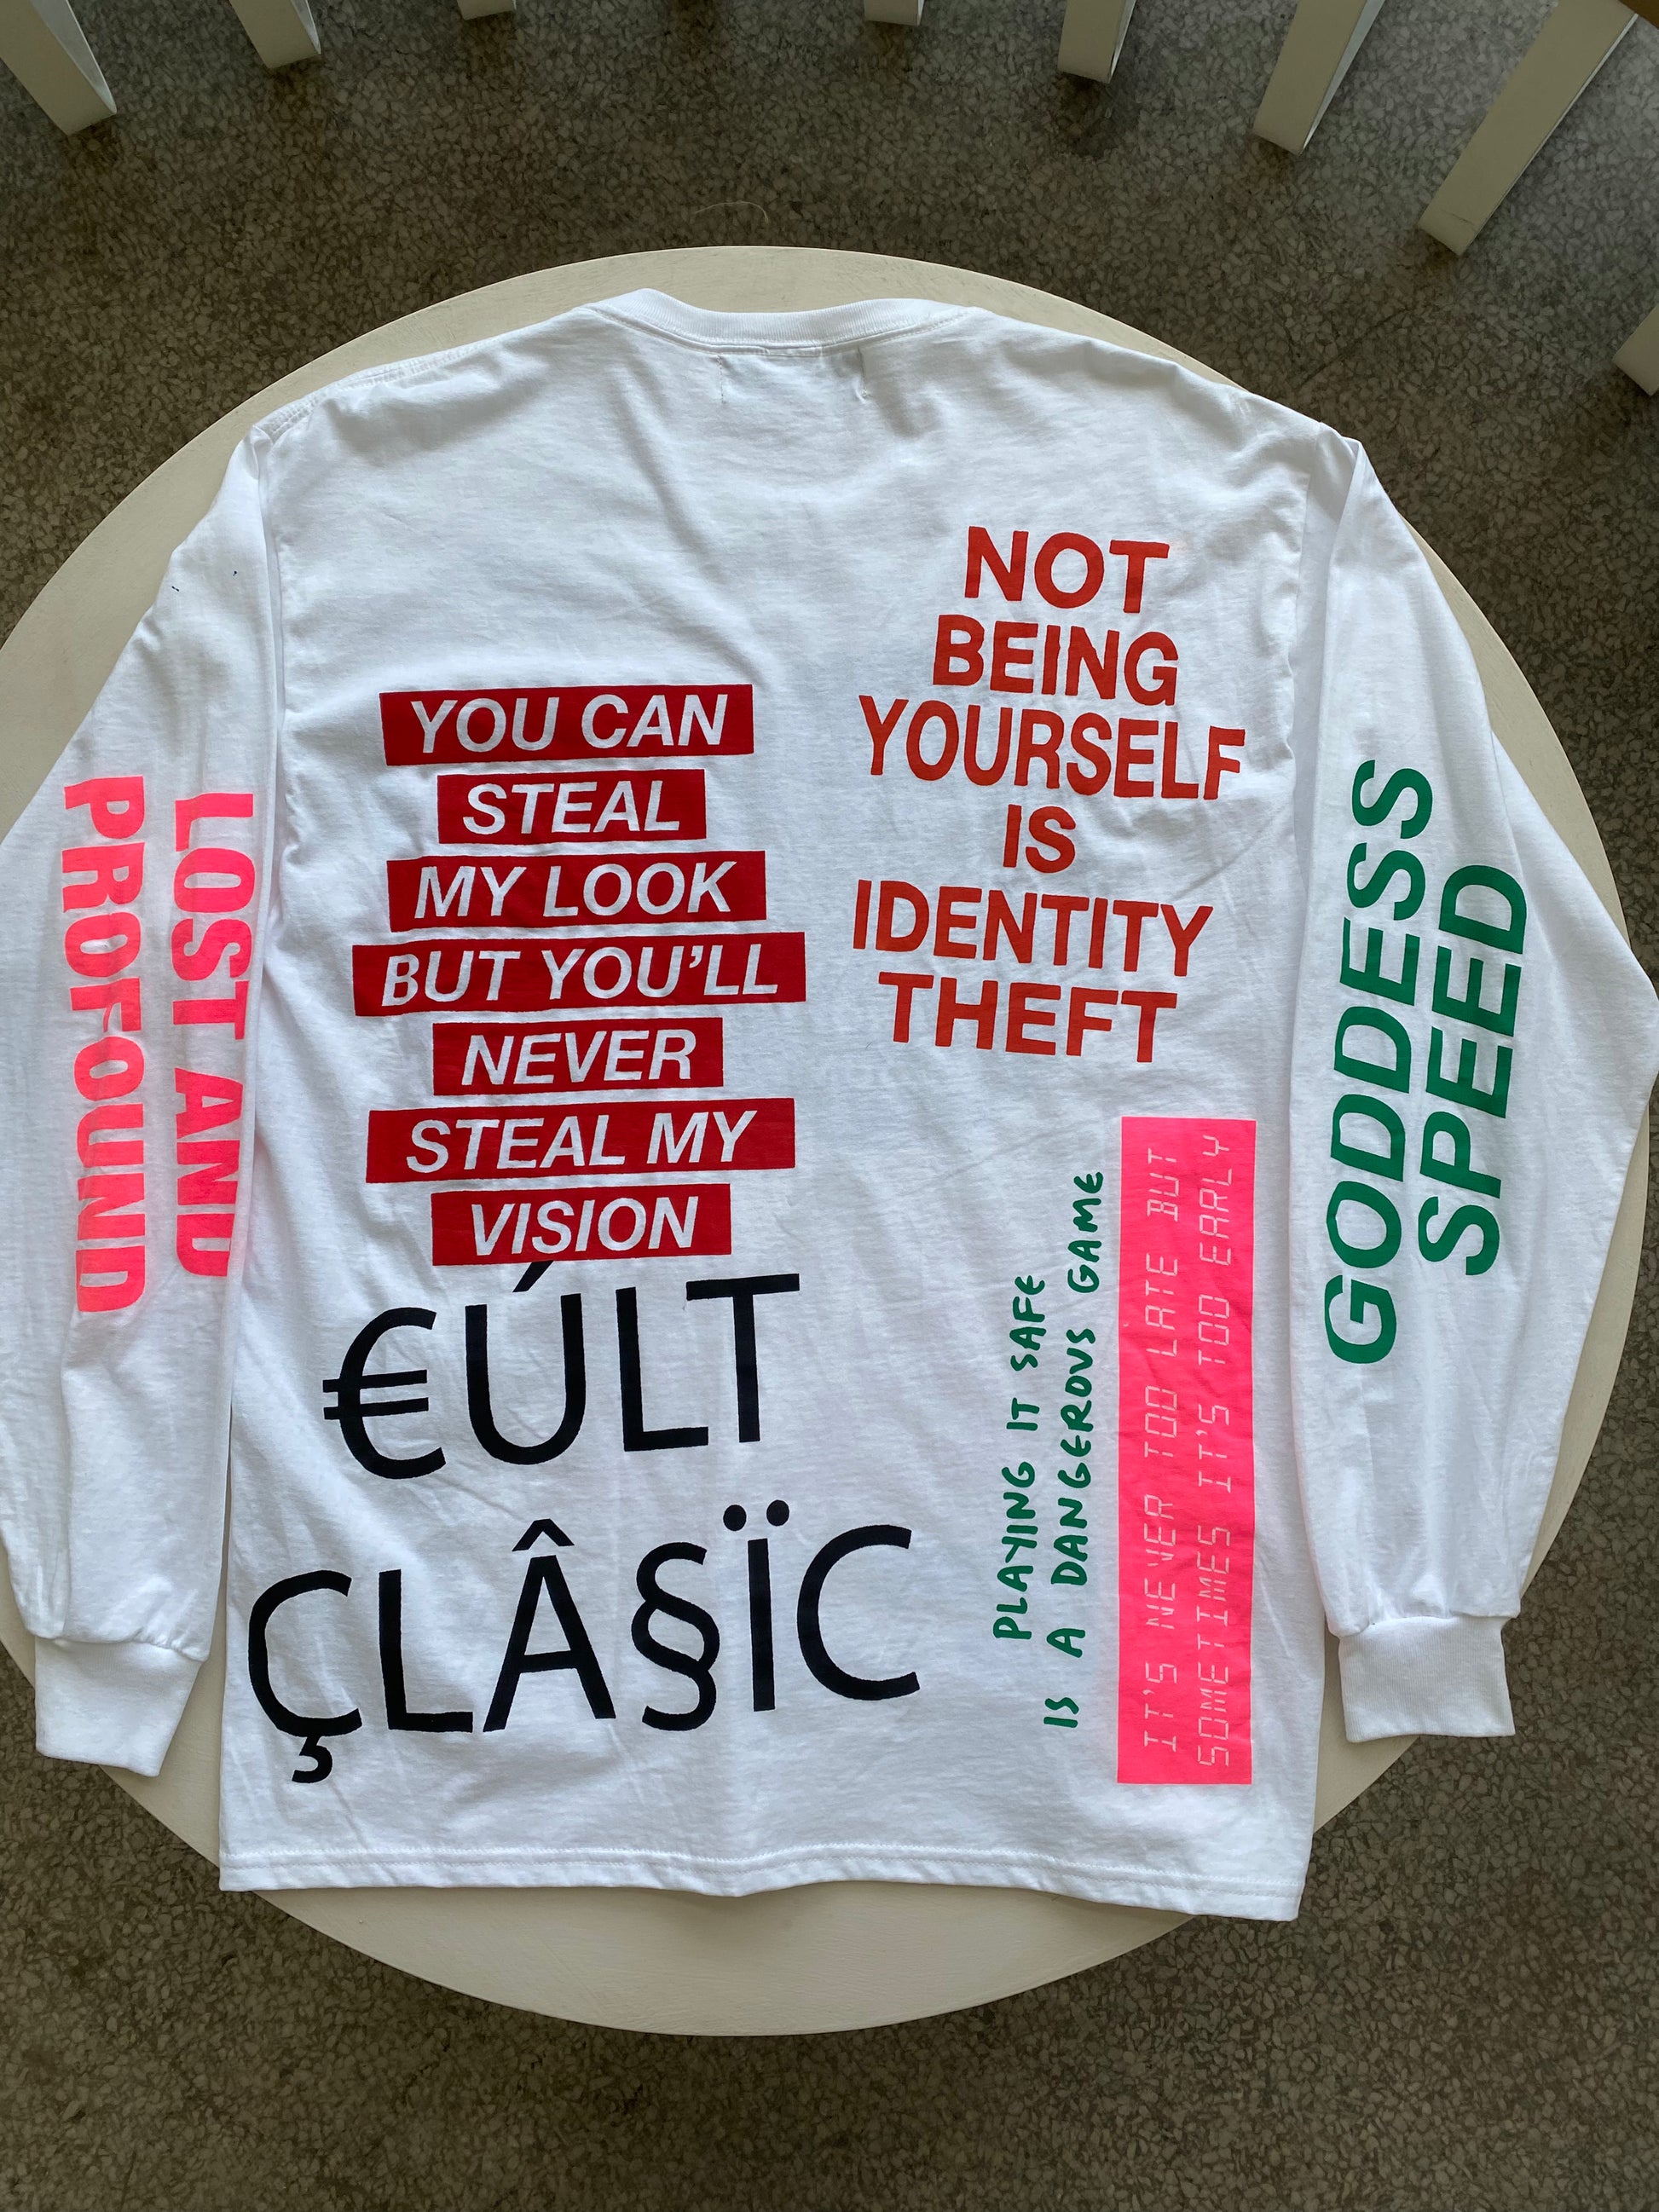 LOST AND
PROFOUND
YOU CAN
STEAL
MY LOOK
BUT YOU'LL
NEVER
STEAL MY
VISION
€ÚLT
ÇLÂ§ÏC
NOT
BEING
YOURSELF
IS
IDENTITY
THEFT
PLAYING IT SAFE
IS A DANGEROUS GAME
IT'S NEVER TOO LATE BUT
SOMETIMES IT'S TOO EARLY
GODDESS
SPEED